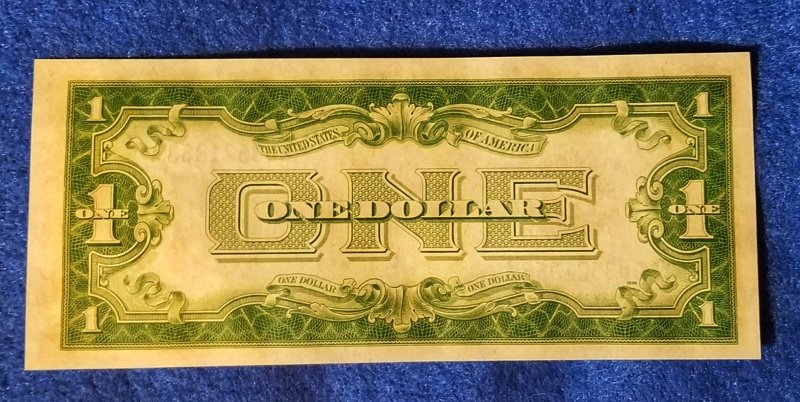 1 1
THE UNITED STATES OF AMERICA
ONE
1 1
ONE ONE
ONE DOLLAR
ONE DOLLAR ONE DOLLAR
1 1